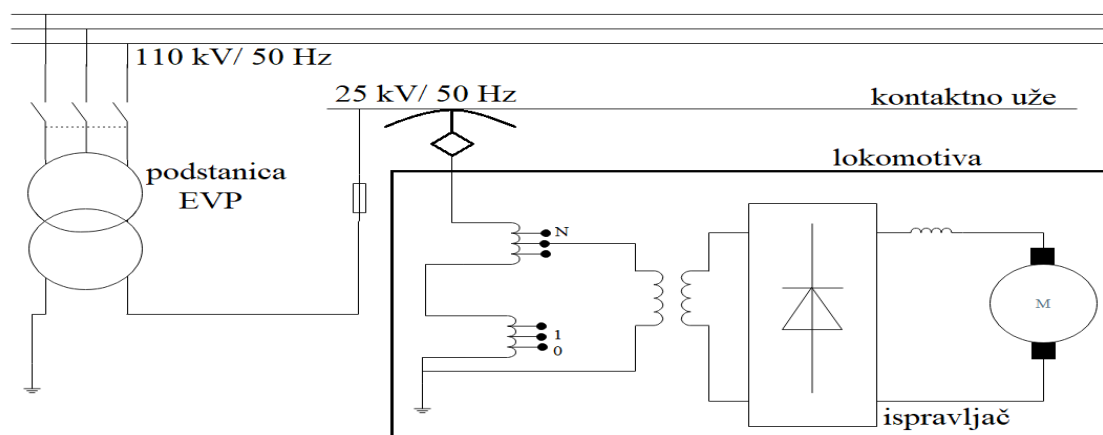 110 kV/ 50 Hz
25 kV/ 50 Hz
kontaktno uže
podstanica
EVP
lokomotiva
N
1
0
M
ispravljač